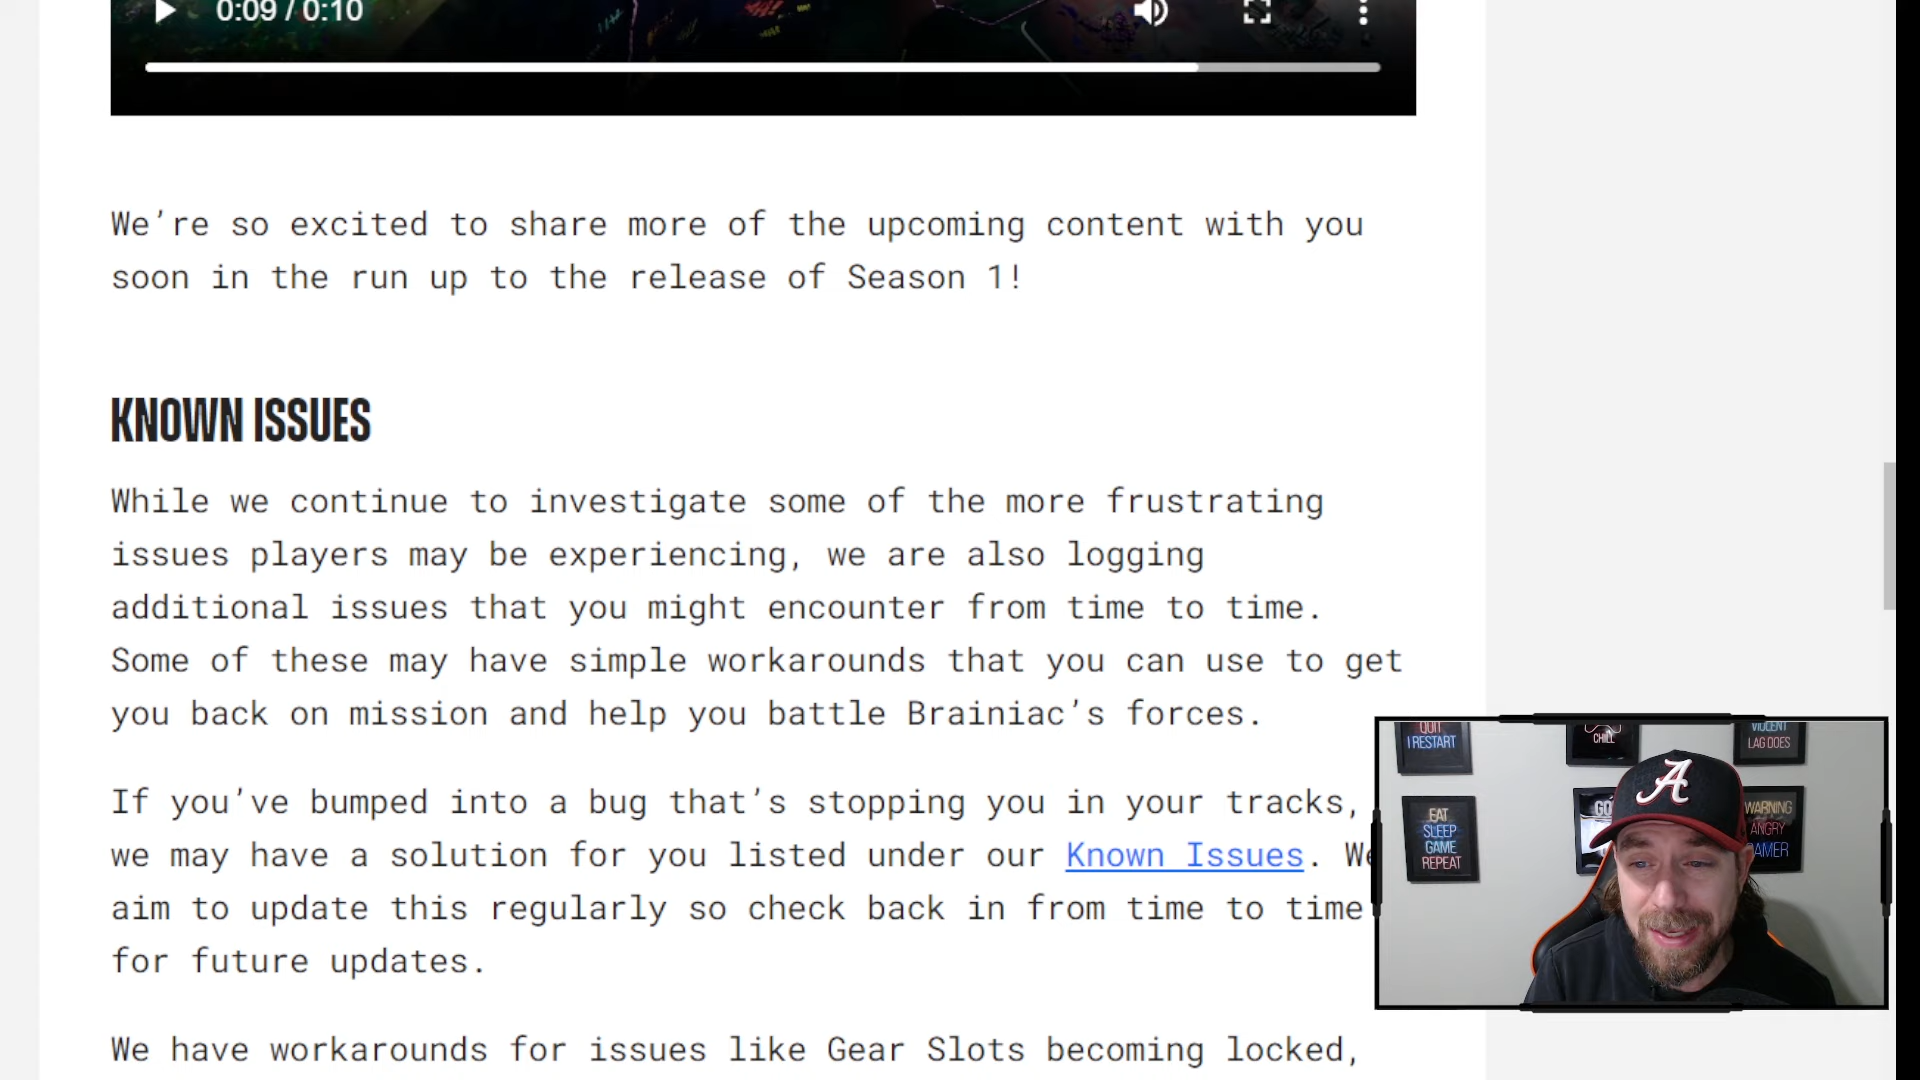 0:09 / 0:10
We're so excited to share more of the upcoming content with you
soon in the run up to the release of Season 1!
KNOWN ISSUES
While we continue to investigate some of the more frustrating
issues players may be experiencing, we are also logging
additional issues that you might encounter from time to time.
Some of these may have simple workarounds that you can use to get
you back on mission and help you battle Brainiac's forces.
If you've bumped into a bug that's stopping you in your tracks,
we may have a solution for you listed under our Known Issues. We
aim to update this regularly so check back in from time to time
for future updates.
We have workarounds for issues like Gear Slots becoming locked,
QUIT
I RESTART
CHILL
VIOLENT
LAG DOES
EAT
SLEEP
GAME
REPEAT
A
WARNING
ANGRY
GAMER